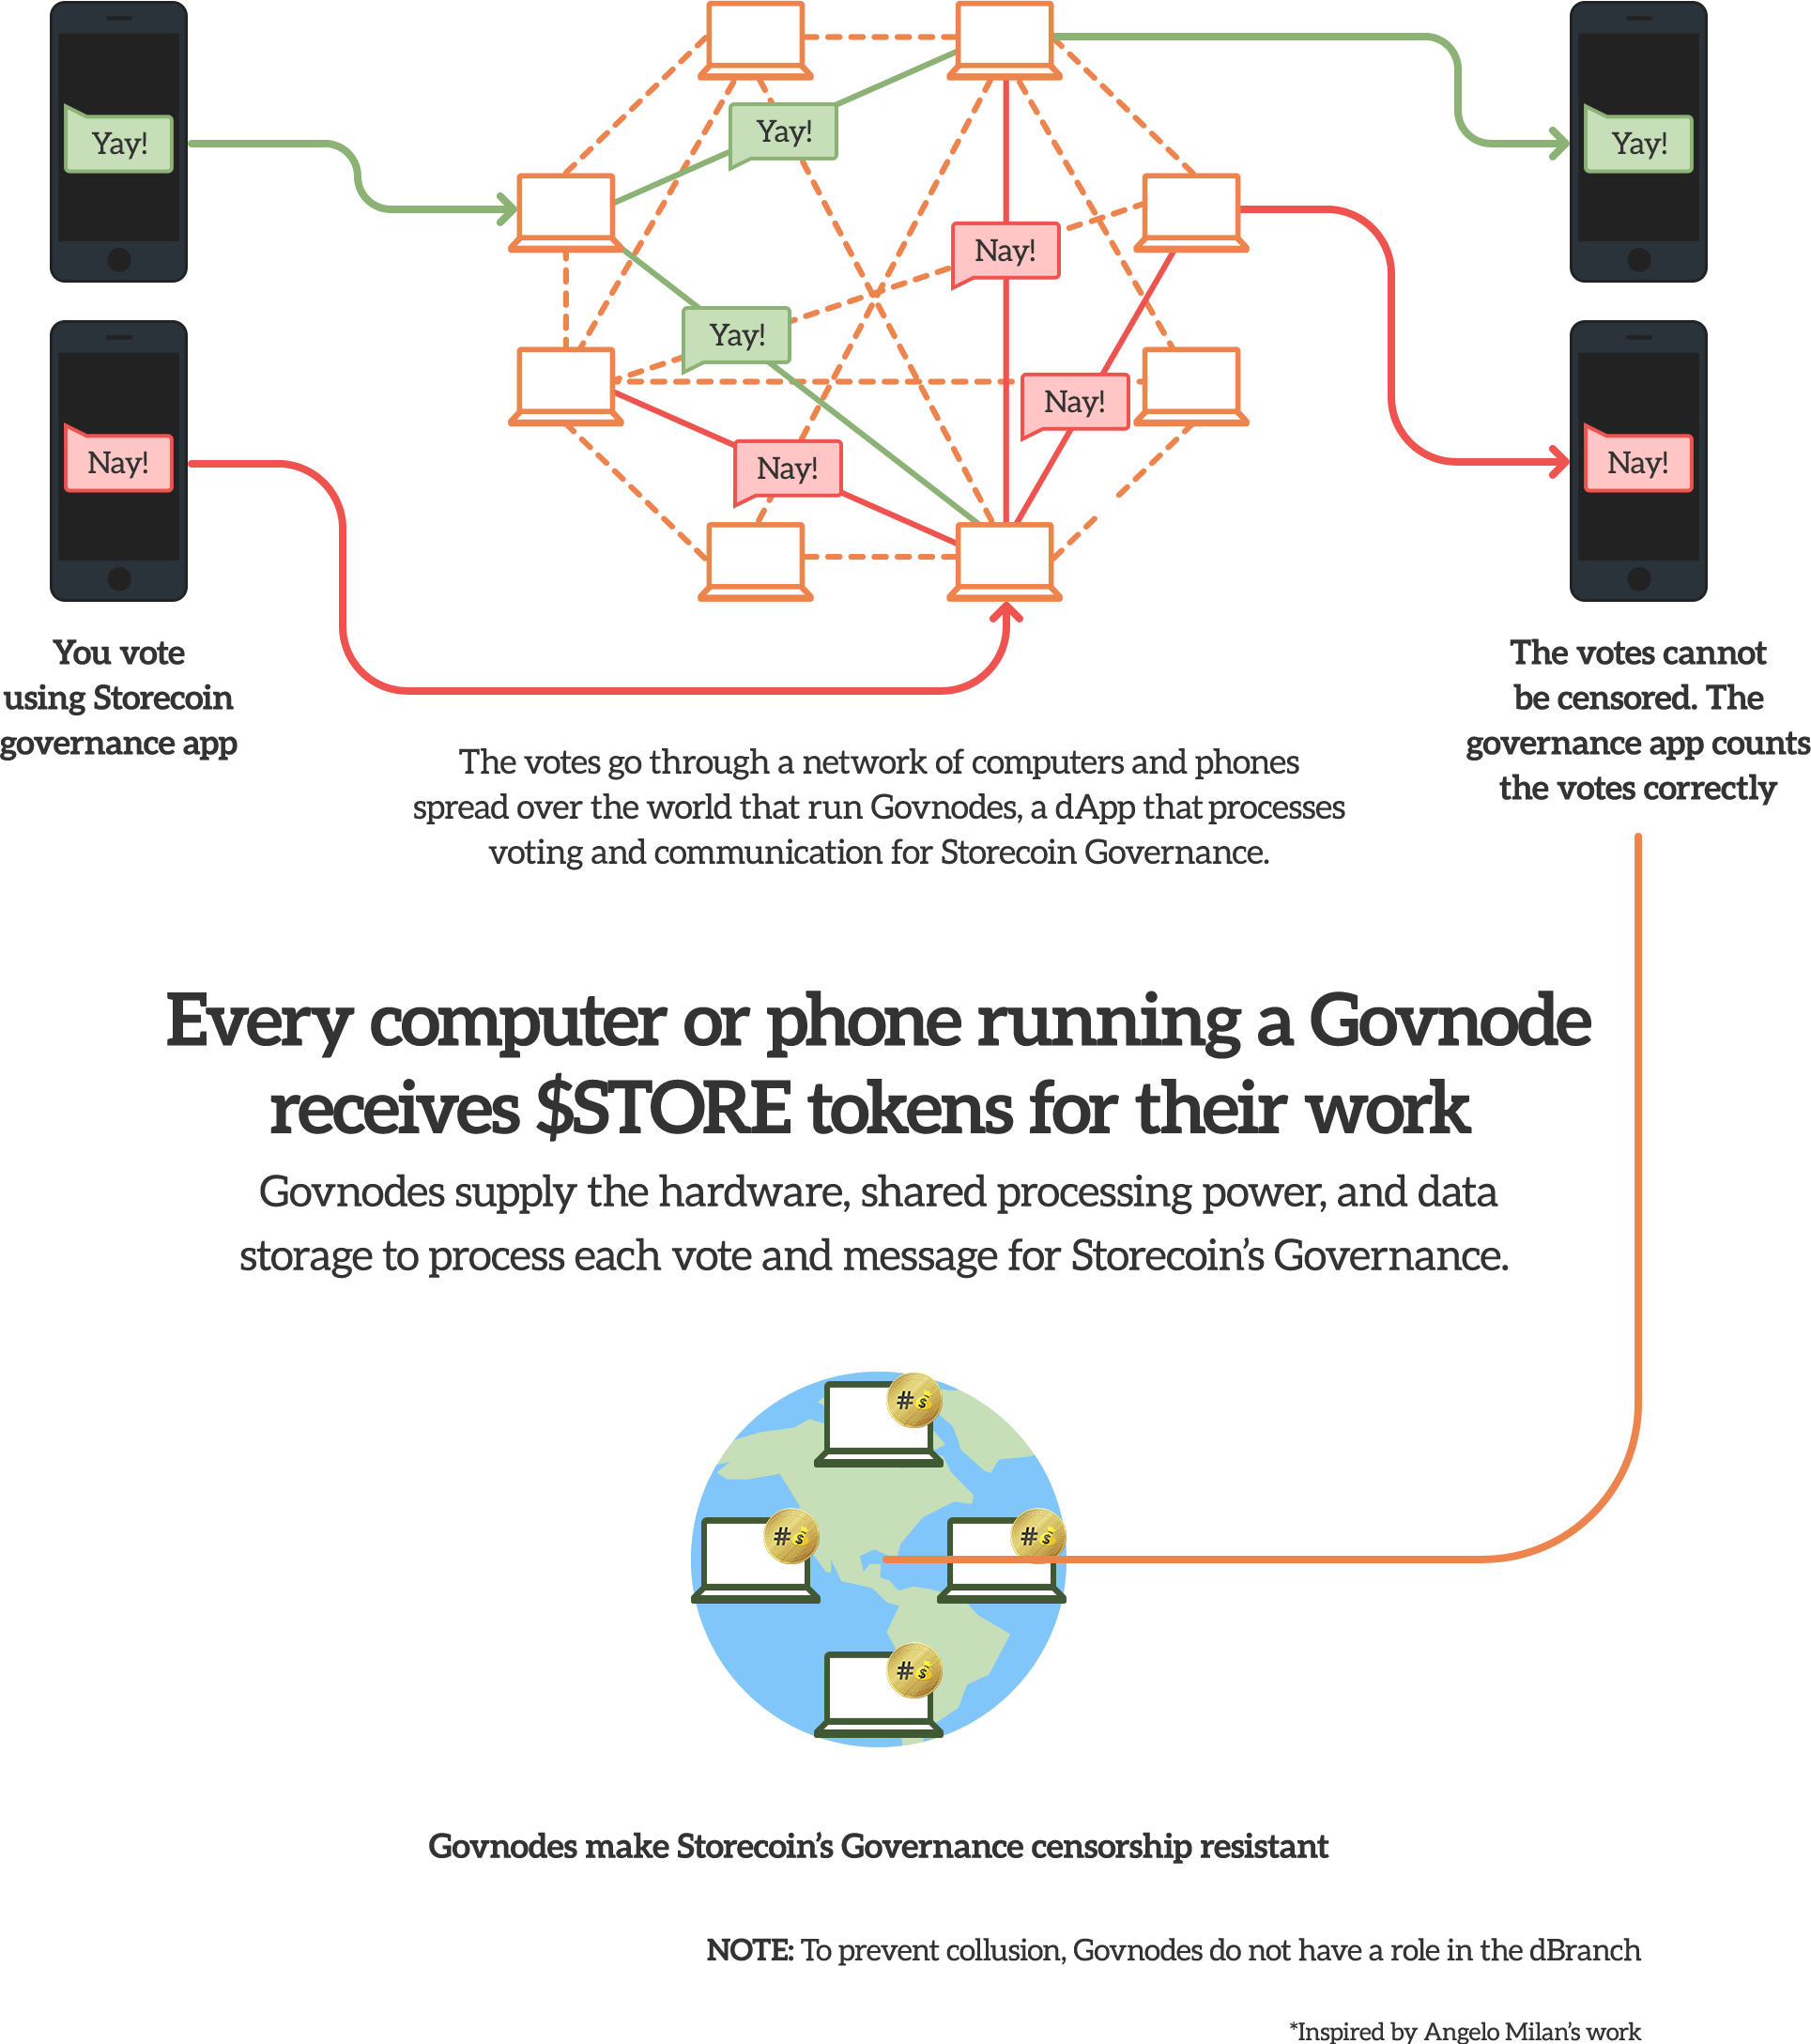 Yay!
Yay!
Yay!
Nay!
Yay!
Nay!
Nay!
Nay!
Nay!
You vote
using Storecoin
governance app
The votes cannot
be censored. The
governance app counts
the votes correctly
The votes go through a network of computers and phones
spread over the world that run Govnodes, a dApp that processes
voting and communication for Storecoin Governance.
Every computer or phone running a Govnode
receives $STORE tokens for their work
Govnodes supply the hardware, shared processing power, and data
storage to process each vote and message for Storecoin’s Governance.
#💰
#💰
#💰
#💰
Govnodes make Storecoin’s Governance censorship resistant
NOTE: To prevent collusion, Govnodes do not have a role in the dBranch
*Inspired by Angelo Milan’s work